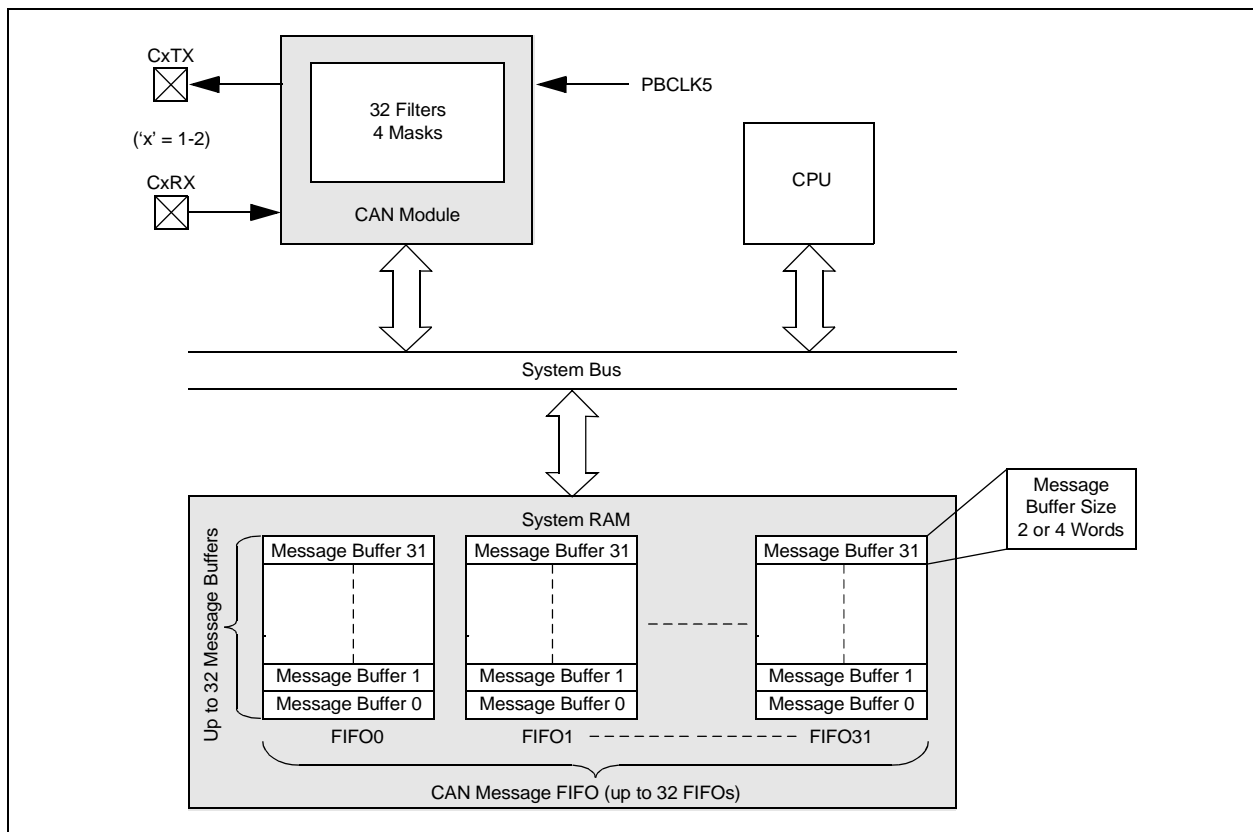 CxTX
PBCLK5
32 Filters
4 Masks
(‘x’ = 1-2)
CxRX
CAN Module
CPU
System Bus
System RAM
Message
Buffer Size
2 or 4 Words
Up to 32 Message Buffers
Message Buffer 31
Message Buffer 31
Message Buffer 31
Message Buffer 1
Message Buffer 1
Message Buffer 1
Message Buffer 0
Message Buffer 0
Message Buffer 0
FIFO0
FIFO1
FIFO31
CAN Message FIFO (up to 32 FIFOs)